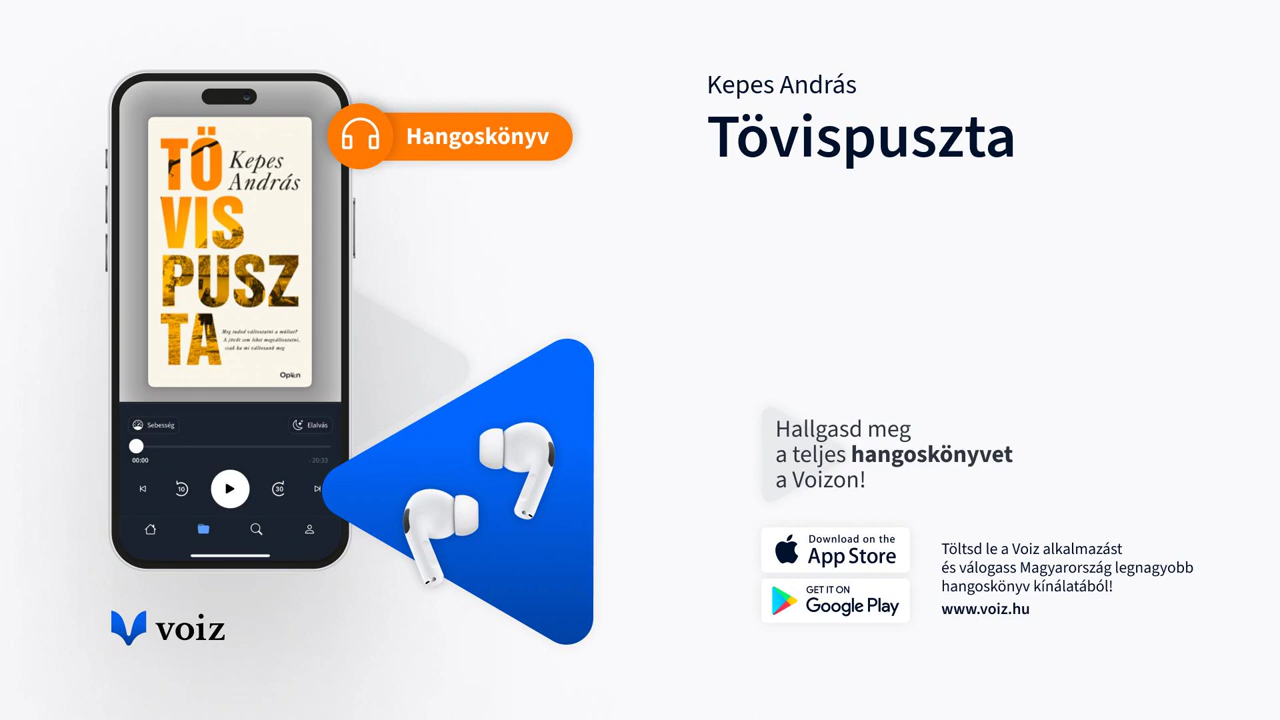 Kepes András
Tövispuszta
Hangoskönyv
TÖ
VIS
PUSZ
TA
Kepes
András
Meg tudod változtatni a múltat?
A jövőt sem lehet megváltoztatni,
csak ha mi változunk meg
Open
Sebesség
Elalvás
00:00
- 20:33
10
30
voiz
Hallgasd meg
a teljes hangoskönyvet
a Voizon!
Download on the
App Store
GET IT ON
Google Play
Töltsd le a Voiz alkalmazást
és válogass Magyarország legnagyobb
hangoskönyv kínálatából!
www.voiz.hu